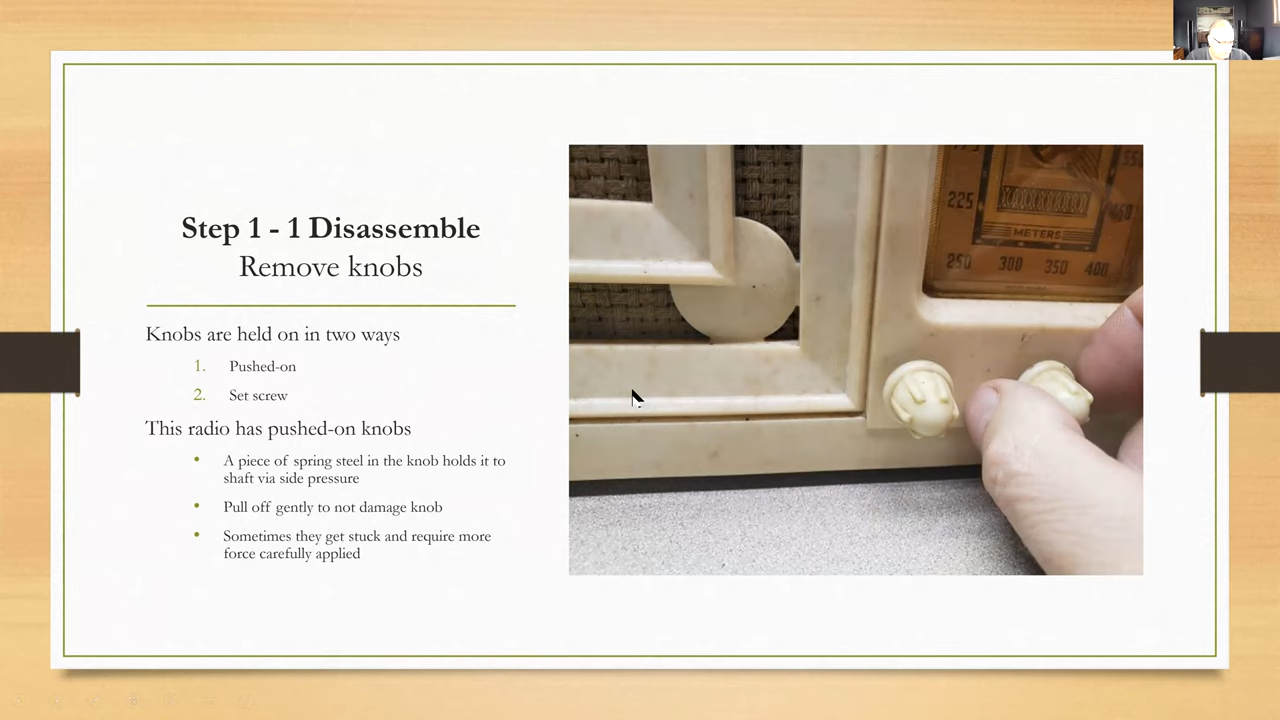 Step 1 - 1 Disassemble
Remove knobs
Knobs are held on in two ways
1. Pushed-on
2. Set screw
This radio has pushed-on knobs
• A piece of spring steel in the knob holds it to
shaft via side pressure
• Pull off gently to not damage knob
• Sometimes they get stuck and require more
force carefully applied
225
METERS
250 300 350 400